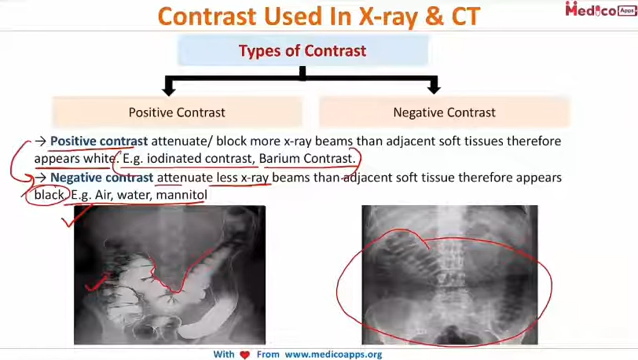 Contrast Used In X-ray & CT
Medico Apps
Types of Contrast
Positive Contrast
Negative Contrast
→ Positive contrast attenuate/ block more x-ray beams than adjacent soft tissues therefore
appears white. E.g. iodinated contrast, Barium Contrast.
→ Negative contrast attenuate less x-ray beams than adjacent soft tissue therefore appears
black. E.g. Air, water, mannitol
With From www.medicoapps.org